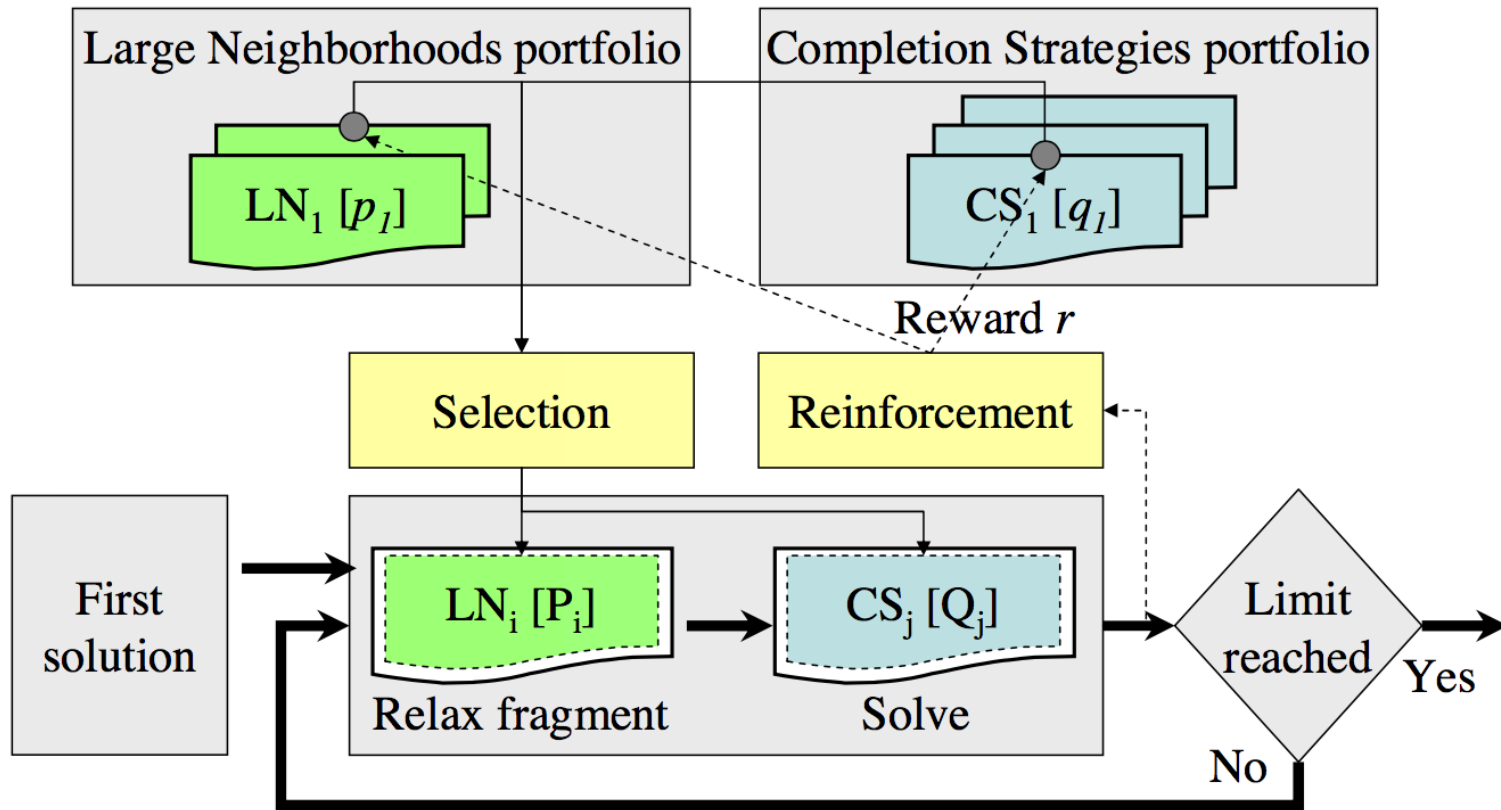 Large Neighborhoods portfolio
Completion Strategies portfolio
LN₁ [p₁]
CS₁ [q₁]
Reward r
Selection
Reinforcement
First
solution
LNᵢ [Pᵢ]
CSⱼ [Qⱼ]
Relax fragment
Solve
Limit
reached
Yes
No